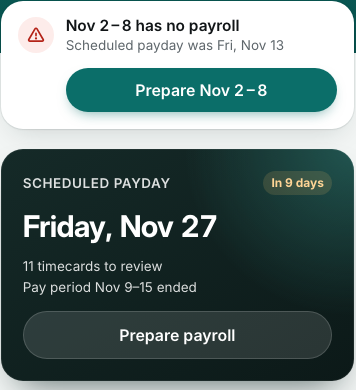 Nov 2–8 has no payroll
Scheduled payday was Fri, Nov 13
Prepare Nov 2–8
SCHEDULED PAYDAY
In 9 days
Friday, Nov 27
11 timecards to review
Pay period Nov 9–15 ended
Prepare payroll